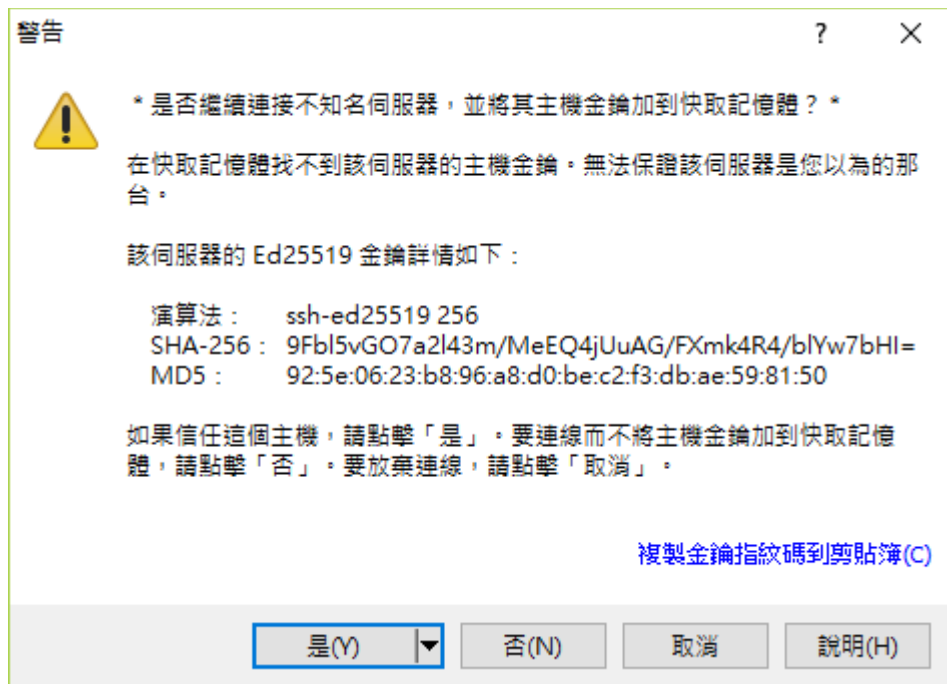 警告
*是否繼續連接不知名伺服器，並將其主機金鑰加到快取記憶體？*
在快取記憶體找不到該伺服器的主機金鑰。無法保證該伺服器是您以為的那
台。
該伺服器的 Ed25519 金鑰詳情如下：
演算法： ssh-ed25519 256
SHA-256： 9Fbl5vGO7a2l43m/MeEQ4jUuAG/FXmk4R4/blYw7bHI=
MD5： 92:5e:06:23:b8:96:a8:d0:be:c2:f3:db:ae:59:81:50
如果信任這個主機，請點擊「是」。要連線而不將主機金鑰加到快取記憶
體，請點擊「否」。要放棄連線，請點擊「取消」。
複製金鑰指紋碼到剪貼簿(C)
是(Y) 否(N) 取消 說明(H)